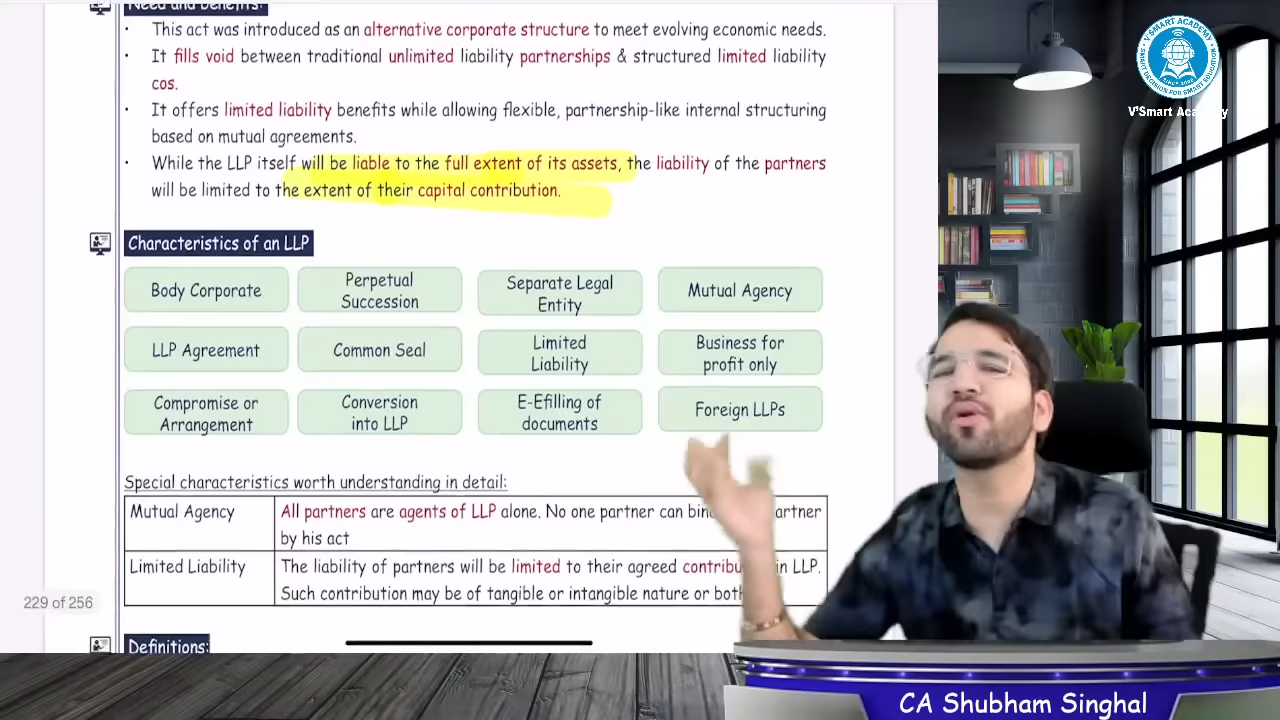 Need and benefits:
• This act was introduced as an alternative corporate structure to meet evolving economic needs.
• It fills void between traditional unlimited liability partnerships & structured limited liability
cos.
• It offers limited liability benefits while allowing flexible, partnership-like internal structuring
based on mutual agreements.
• While the LLP itself will be liable to the full extent of its assets, the liability of the partners
will be limited to the extent of their capital contribution.
Characteristics of an LLP
Body Corporate
Perpetual
Succession
Separate Legal
Entity
Mutual Agency
LLP Agreement
Common Seal
Limited
Liability
Business for
profit only
Compromise or
Arrangement
Conversion
into LLP
E-Efilling of
documents
Foreign LLPs
Special characteristics worth understanding in detail:
Mutual Agency
All partners are agents of LLP alone. No one partner can artner
by his act
Limited Liability
The liability of partners will be limited to their agreed in LLP.
Such contribution may be of tangible or intangible nature or both
229 of 256
Definitions:
V'SMART ACADEMY
SMART DECISION FOR SMART EDUCATION
V'Smart Academy
CA Shubham Singhal